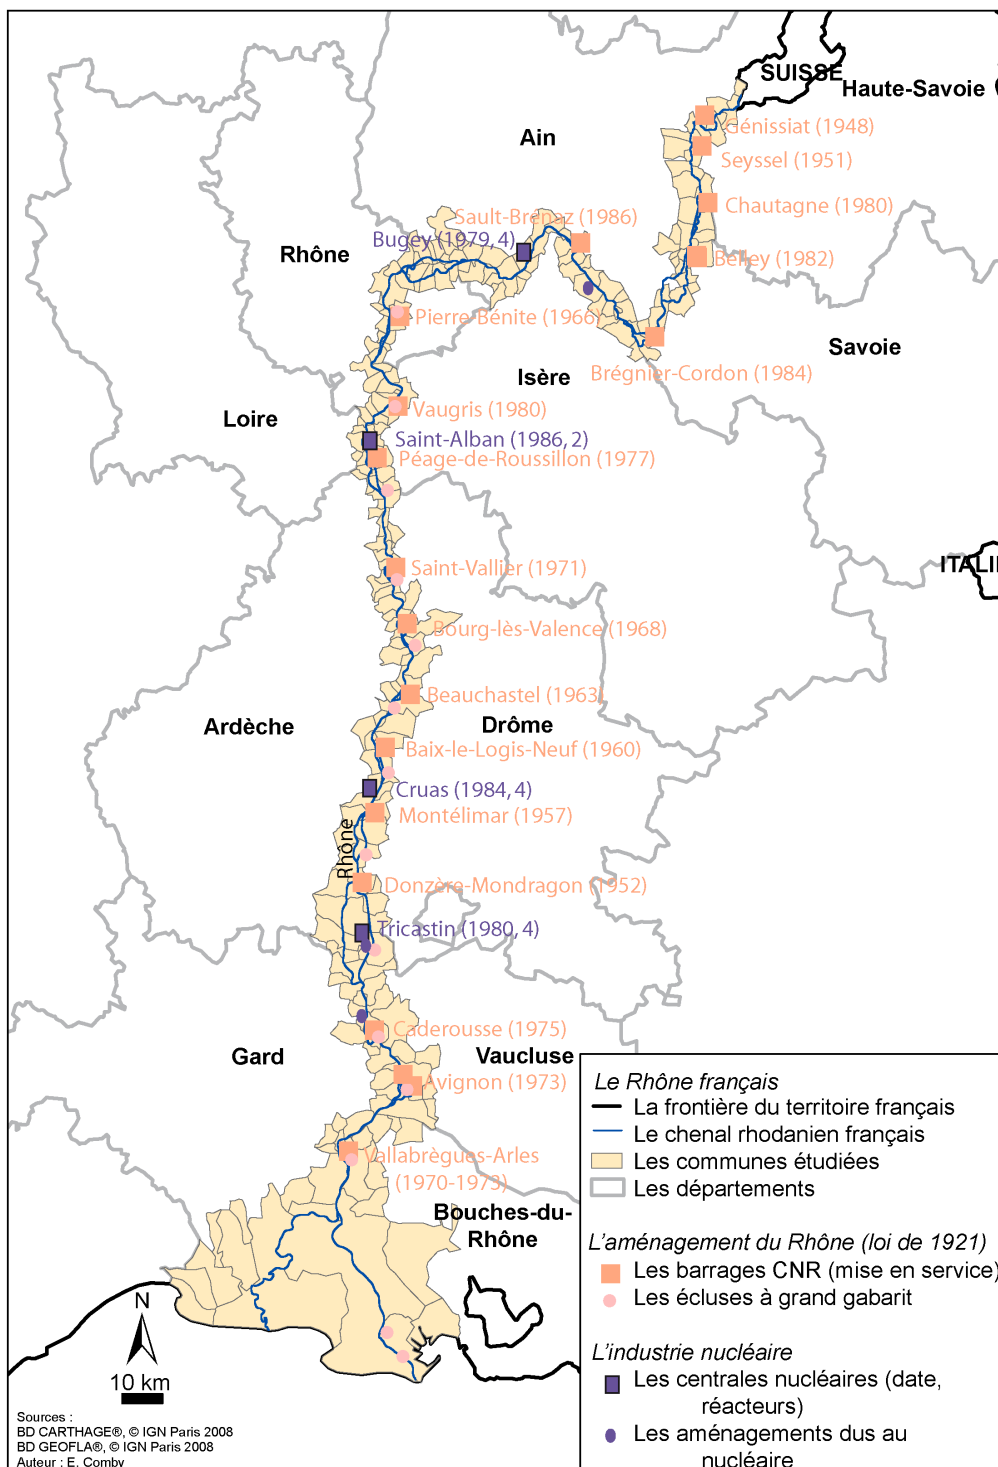 SUISSE
Haute-Savoie
Génissiat (1948)
Ain
Seyssel (1951)
Chautagne (1980)
Sault-Brenaz (1986)
Bugey (1979, 4)
Rhône
Belley (1982)
Pierre-Bénite (1966)
Savoie
Isère
Brégnier-Cordon (1984)
Vaugris (1980)
Loire
Saint-Alban (1986, 2)
Péage-de-Roussillon (1977)
ITALI
Saint-Vallier (1971)
Bourg-lès-Valence (1968)
Beauchastel (1963)
Ardèche
Drôme
Baix-le-Logis-Neuf (1960)
Cruas (1984, 4)
Montélimar (1957)
Rhône
Donzère-Mondragon (1952)
Tricastin (1980, 4)
Caderousse (1975)
Gard
Vaucluse
Avignon (1973)
Vallabrègues-Arles
(1970-1973)
Bouches-du-
Rhône
Le Rhône français
La frontière du territoire français
Le chenal rhodanien français
Les communes étudiées
Les départements
L'aménagement du Rhône (loi de 1921)
Les barrages CNR (mise en service)
Les écluses à grand gabarit
L'industrie nucléaire
Les centrales nucléaires (date,
réacteurs)
Les aménagements dus au
nucléaire
N
10 km
Sources :
BD CARTHAGE®, © IGN Paris 2008
BD GEOFLA®, © IGN Paris 2008
Auteur : E. Comby